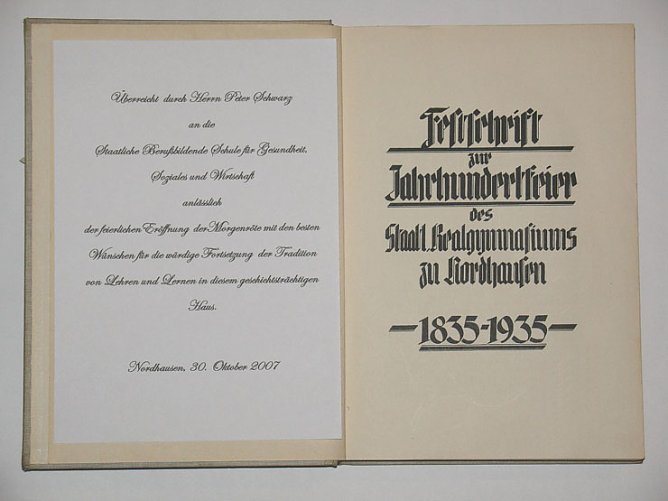 Überreicht durch Herrn Peter Schwarz
an die
Staatliche Berufsbildende Schule für Gesundheit,
Soziales und Wirtschaft
anlässlich
der feierlichen Eröffnung der Morgenröte mit den besten
Wünschen für die würdige Fortsetzung der Tradition
von Lehren und Lernen in diesem geschichtsträchtigen
Haus.
Nordhausen, 30. Oktober 2007
Festschrift
zur
Jahrhundertfeier
des
Staatl. Realgymnasiums
zu Nordhausen
—1835-1935—